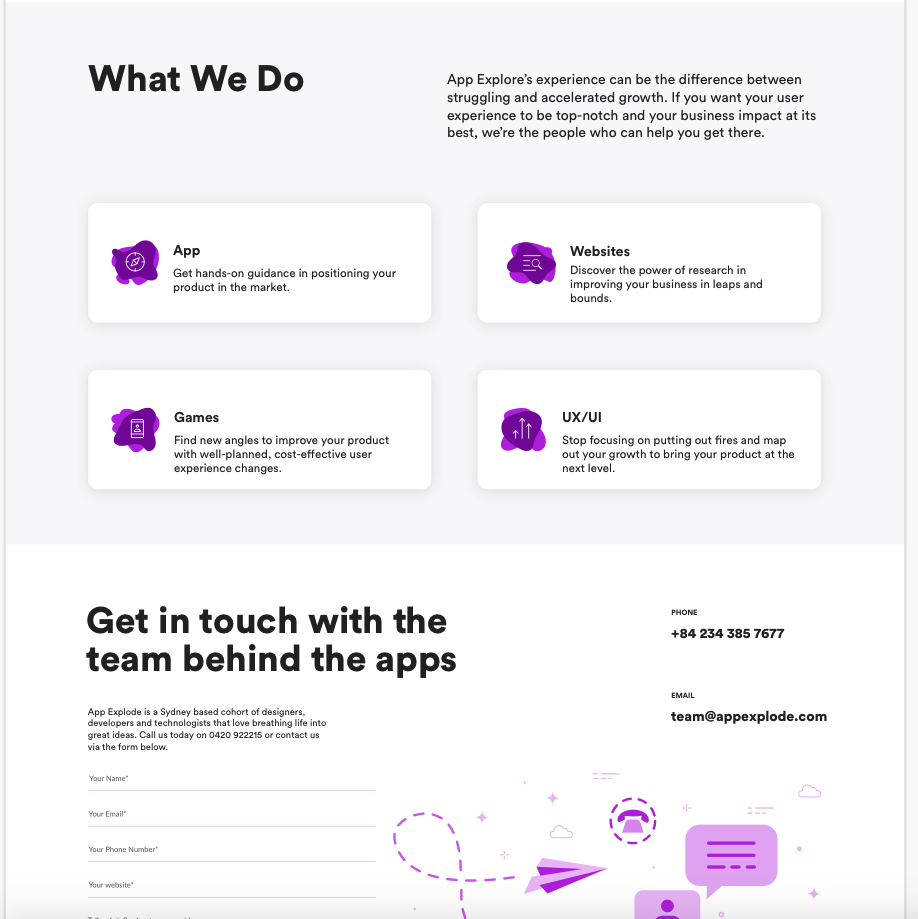 What We Do
App Explore’s experience can be the difference between
struggling and accelerated growth. If you want your user
experience to be top-notch and your business impact at its
best, we’re the people who can help you get there.
App
Get hands-on guidance in positioning your
product in the market.
Websites
Discover the power of research in
improving your business in leaps and
bounds.
Games
Find new angles to improve your product
with well-planned, cost-effective user
experience changes.
UX/UI
Stop focusing on putting out fires and map
out your growth to bring your product at the
next level.
Get in touch with the
team behind the apps
PHONE
+84 234 385 7677
EMAIL
team@appexplode.com
App Explode is a Sydney based cohort of designers,
developers and technologists that love breathing life into
great ideas. Call us today on 0420 922215 or contact us
via the form below.
Your Name*
Your Email*
Your Phone Number*
Your website*